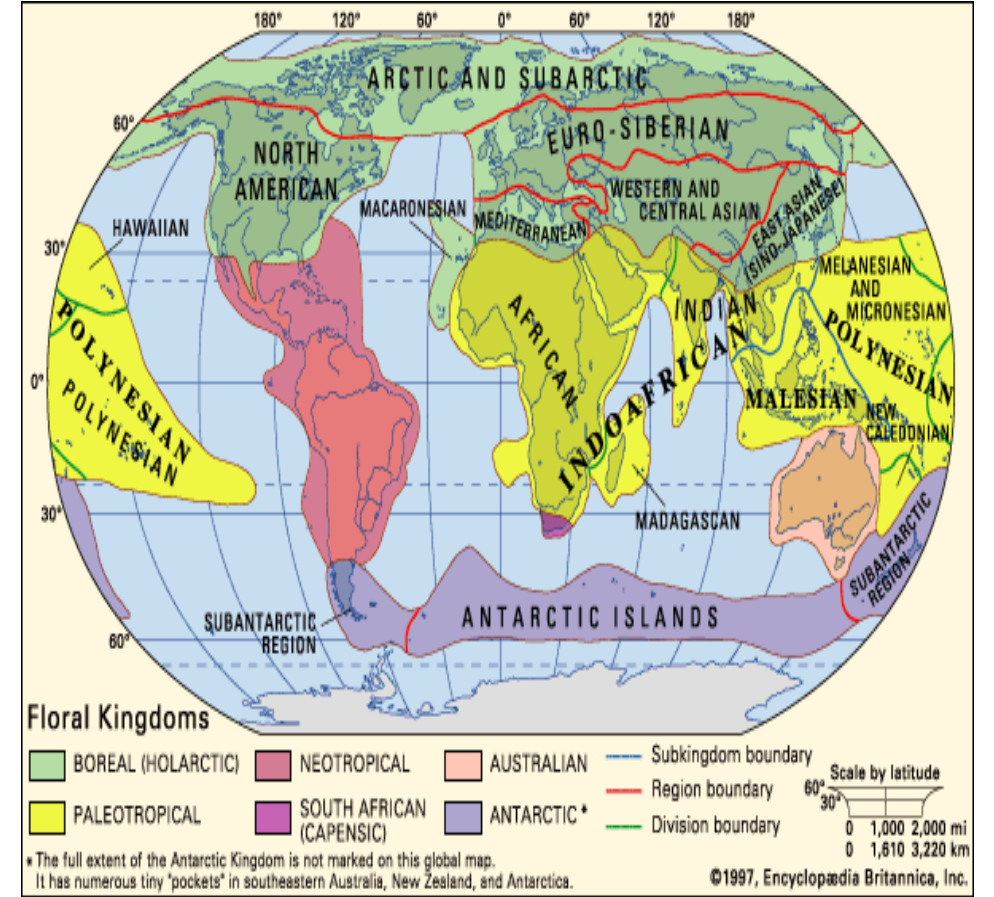 180° 120° 60° 0° 60° 120° 180°
ARCTIC AND SUBARCTIC
60°
EURO-SIBERIAN
NORTH
AMERICAN
WESTERN AND
CENTRAL ASIAN
EAST ASIAN
(SINO-JAPANESE)
MACARONESIAN
MEDITERRANEAN
HAWAIIAN
30°
MELANESIAN
AND
MICRONESIAN
INDIAN
AFRICAN
POLYNESIAN
POLYNESIAN
POLYNESIAN
INDOAFRICAN
0°
MALESIAN
NEW
CALEDONIAN
30°
MADAGASCAN
SUBANTARCTIC
REGION
SUBANTARCTIC
REGION
ANTARCTIC ISLANDS
60°
Floral Kingdoms
BOREAL (HOLARCTIC)
PALEOTROPICAL
NEOTROPICAL
SOUTH AFRICAN
(CAPENSIC)
AUSTRALIAN
ANTARCTIC *
Subkingdom boundary
Region boundary
Division boundary
Scale by latitude
60°
30°
0 1,000 2,000 mi
0 1,610 3,220 km
* The full extent of the Antarctic Kingdom is not marked on this global map.
It has numerous tiny "pockets" in southeastern Australia, New Zealand, and Antarctica.
©1997, Encyclopædia Britannica, Inc.